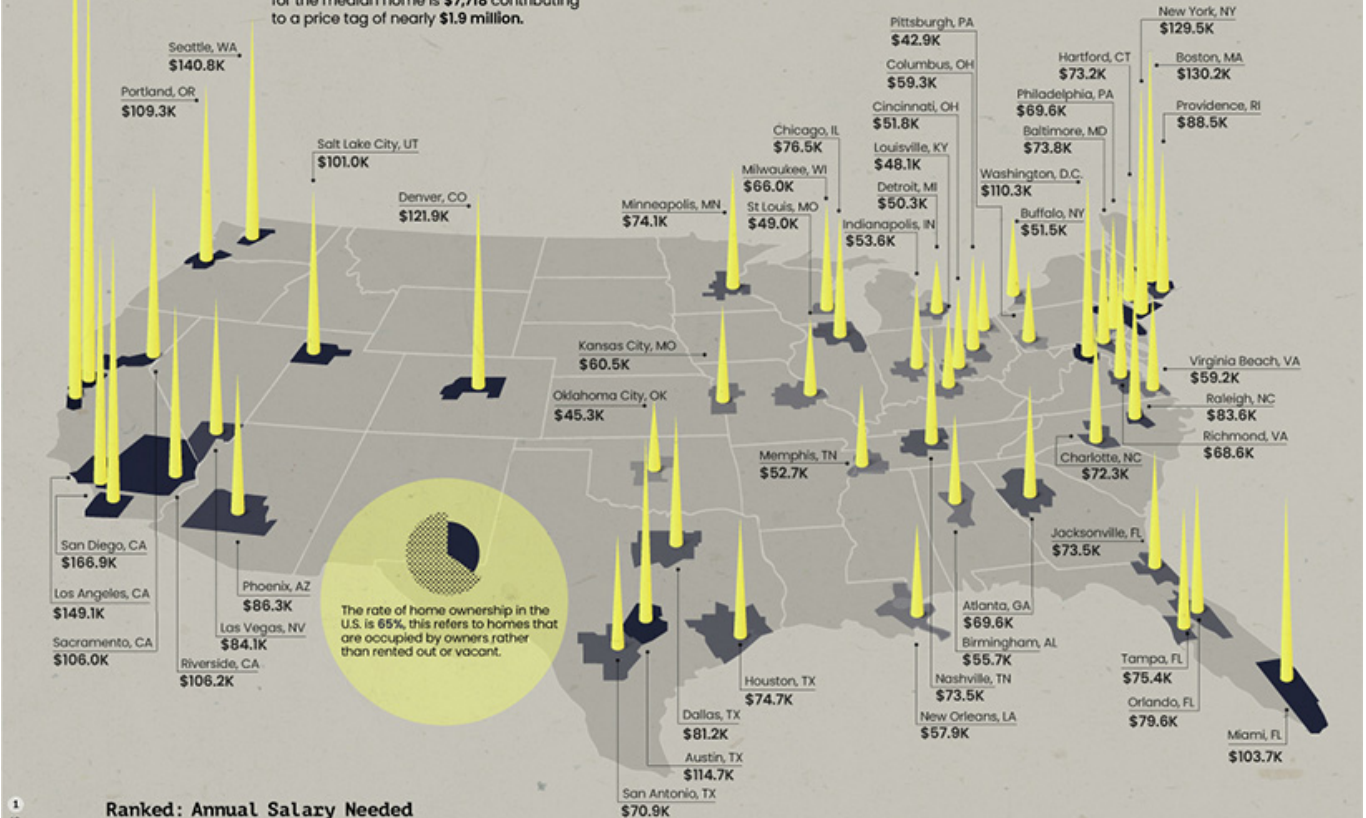 for the median home is $7,718 contributing
to a price tag of nearly $1.9 million.
Seattle, WA
$140.8K
Portland, OR
$109.3K
Salt Lake City, UT
$101.0K
Denver, CO
$121.9K
Minneapolis, MN
$74.1K
Chicago, IL
$76.5K
Milwaukee, WI
$66.0K
St Louis, MO
$49.0K
Indianapolis, IN
$53.6K
Pittsburgh, PA
$42.9K
Columbus, OH
$59.3K
Cincinnati, OH
$51.8K
Louisville, KY
$48.1K
Detroit, MI
$50.3K
New York, NY
$129.5K
Hartford, CT
$73.2K
Boston, MA
$130.2K
Philadelphia, PA
$69.6K
Providence, RI
$88.5K
Baltimore, MD
$73.8K
Washington, D.C.
$110.3K
Buffalo, NY
$51.5K
Kansas City, MO
$60.5K
Oklahoma City, OK
$45.3K
Memphis, TN
$52.7K
Virginia Beach, VA
$59.2K
Raleigh, NC
$83.6K
Richmond, VA
$68.6K
Charlotte, NC
$72.3K
San Diego, CA
$166.9K
Los Angeles, CA
$149.1K
Sacramento, CA
$106.0K
Phoenix, AZ
$86.3K
Las Vegas, NV
$84.1K
Riverside, CA
$106.2K
The rate of home ownership in the
U.S. is 65%, this refers to homes that
are occupied by owners rather
than rented out or vacant.
Jacksonville, FL
$73.5K
Atlanta, GA
$69.6K
Birmingham, AL
$55.7K
Nashville, TN
$73.5K
New Orleans, LA
$57.9K
Houston, TX
$74.7K
Dallas, TX
$81.2K
Austin, TX
$114.7K
San Antonio, TX
$70.9K
Tampa, FL
$75.4K
Orlando, FL
$79.6K
Miami, FL
$103.7K
1
Ranked: Annual Salary Needed